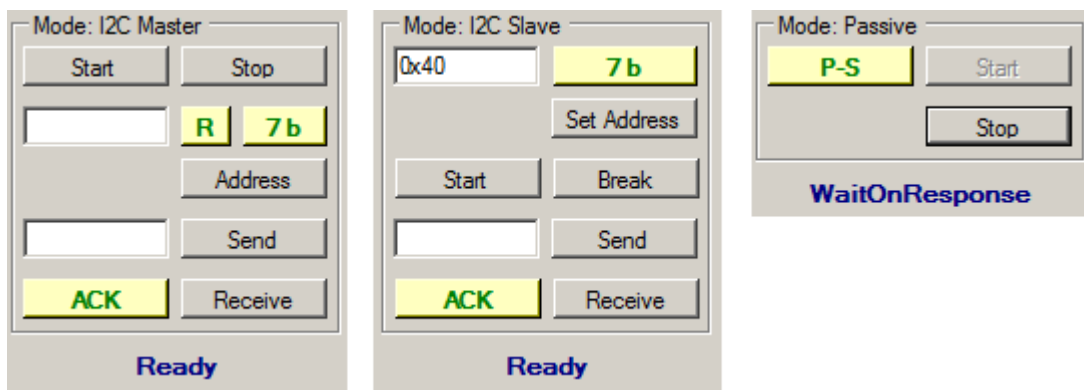 Mode: I2C Master
Start Stop
R 7 b
Address
Send
ACK Receive
Ready
Mode: I2C Slave
0x40 7 b
Set Address
Start Break
Send
ACK Receive
Ready
Mode: Passive
P-S Start
Stop
WaitOnResponse